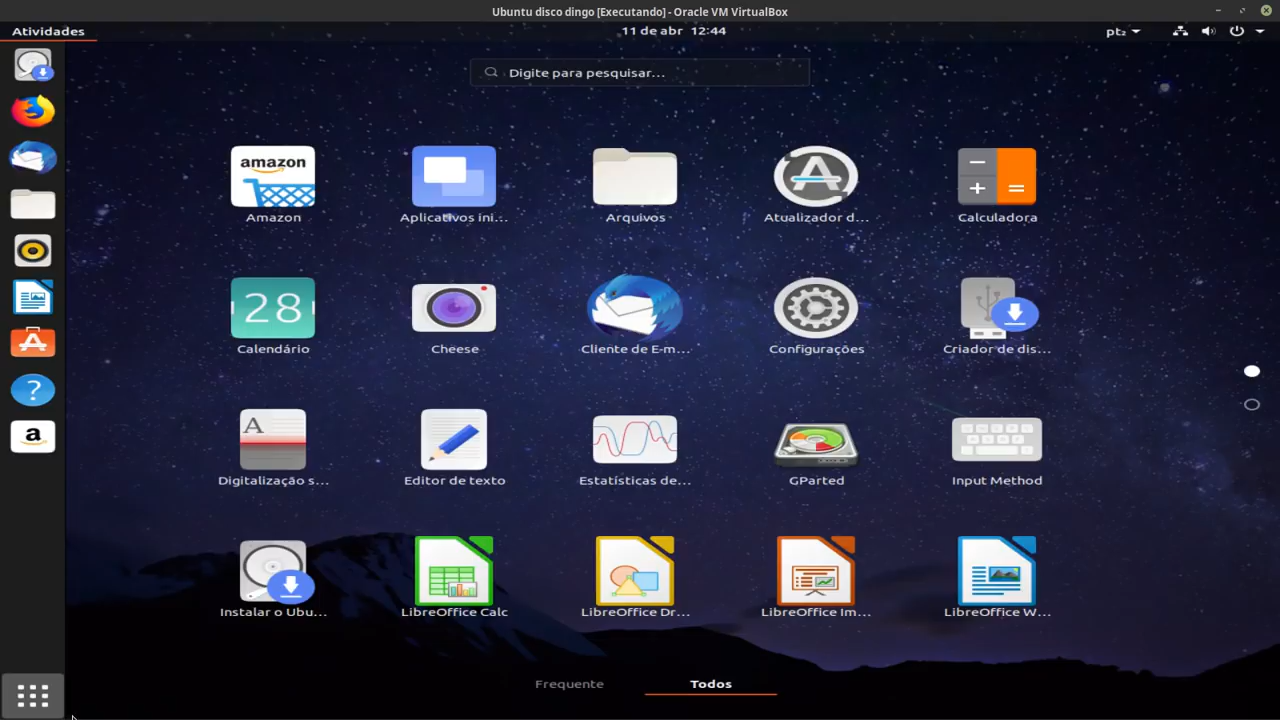 Ubuntu disco dingo [Executando] - Oracle VM VirtualBox
Atividades
11 de abr 12:44
pt₂
Digite para pesquisar...
amazon
Amazon
Aplicativos ini...
Arquivos
Atualizador d...
Calculadora
28
Calendário
Cheese
Cliente de E-m...
Configurações
Criador de dis...
A
Digitalização s...
Editor de texto
Estatísticas de...
GParted
Input Method
Instalar o Ubu...
LibreOffice Calc
LibreOffice Dr...
LibreOffice Im...
LibreOffice W...
?
a
Frequente
Todos